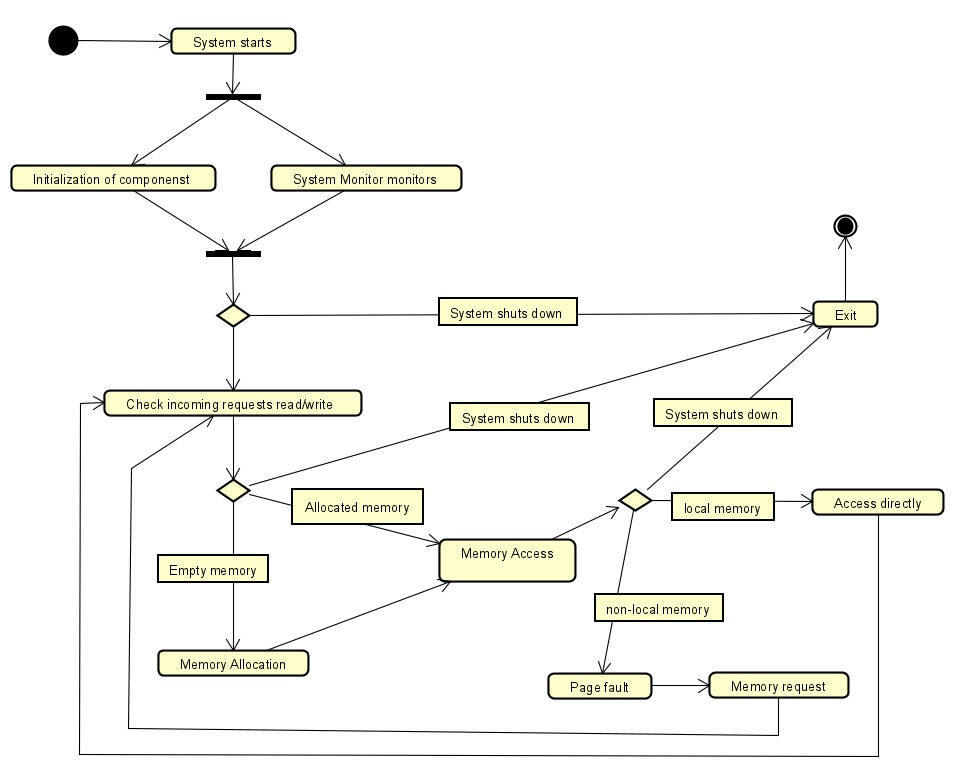 System starts
Initialization of componenst
System Monitor monitors
System shuts down
Exit
Check incoming requests read/write
System shuts down
System shuts down
Allocated memory
local memory
Access directly
Memory Access
Empty memory
non-local memory
Memory Allocation
Page fault
Memory request